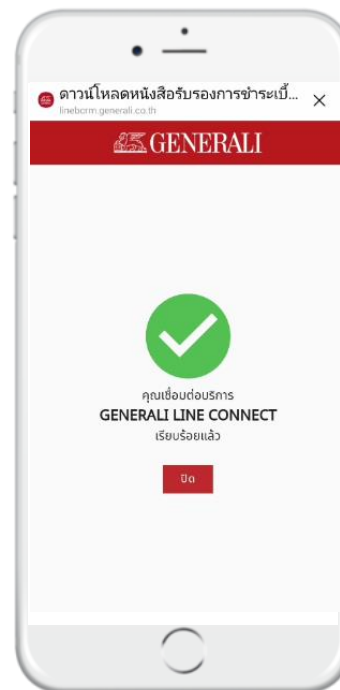 ดาวน์โหลดหนังสือรับรองการชำระเบี้...
linebcrm.generali.co.th
GENERALI
คุณเชื่อมต่อบริการ
GENERALI LINE CONNECT
เรียบร้อยแล้ว
ปิด